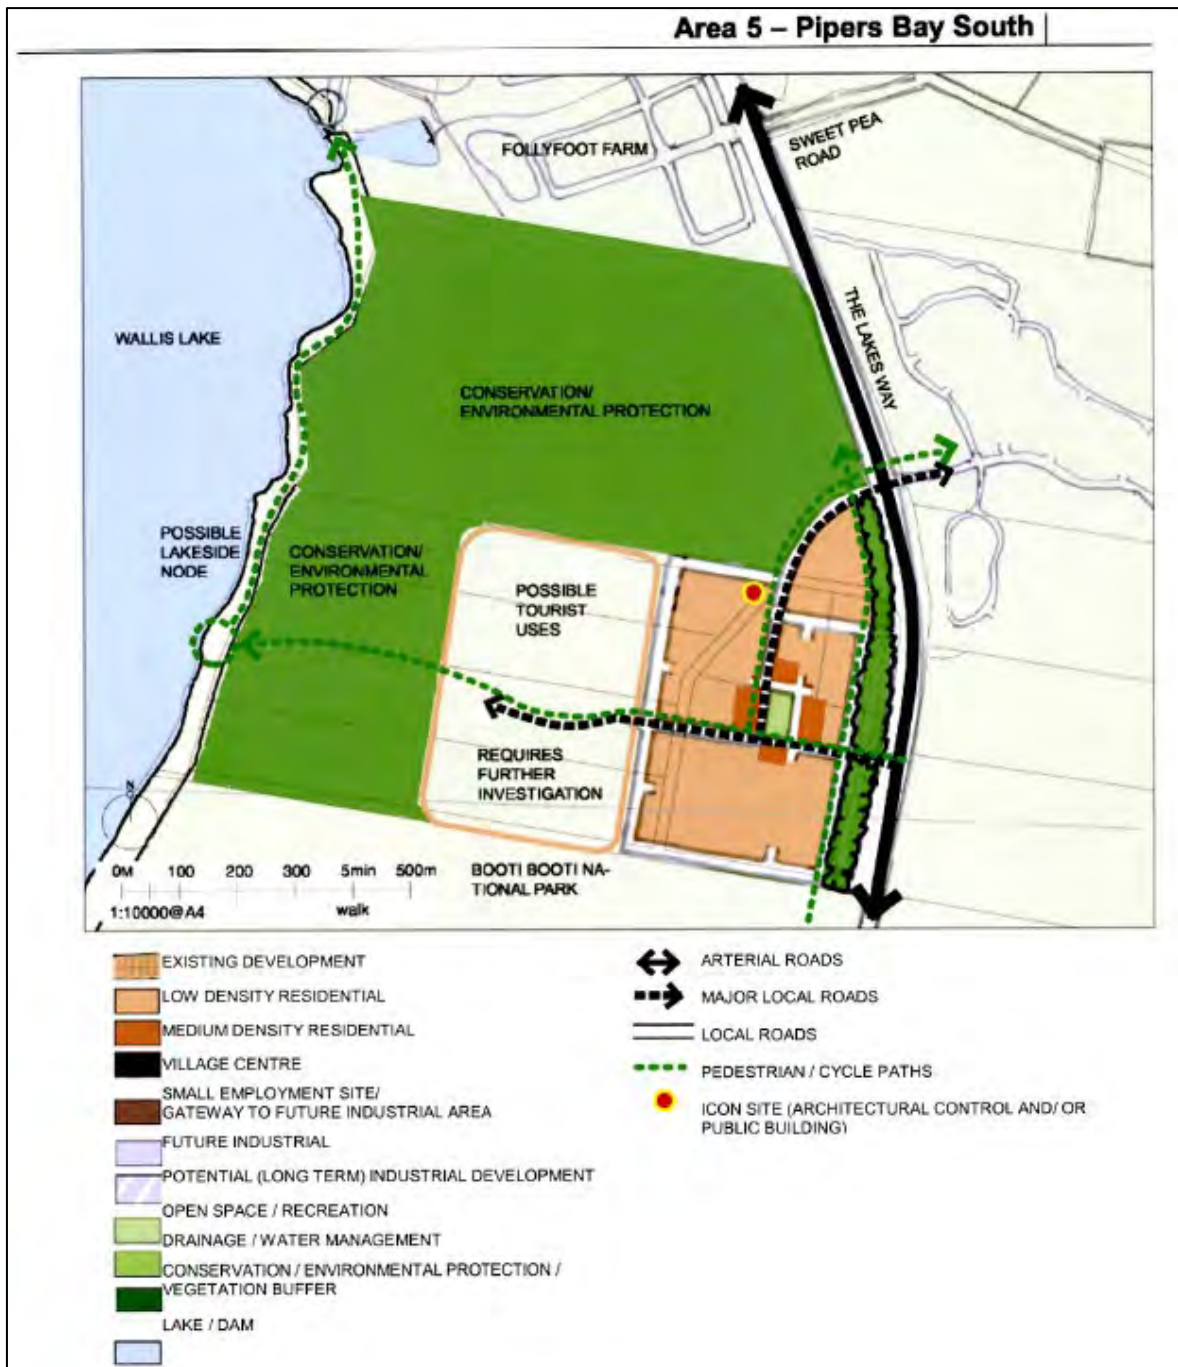 Area 5 – Pipers Bay South
SWEET PEA
ROAD
FOLLYFOOT FARM
THE LAKES WAY
WALLIS LAKE
CONSERVATION/
ENVIRONMENTAL PROTECTION
POSSIBLE
LAKESIDE
NODE
CONSERVATION/
ENVIRONMENTAL
PROTECTION
POSSIBLE
TOURIST
USES
REQUIRES
FURTHER
INVESTIGATION
BOOTI BOOTI NA-
TIONAL PARK
N
0M 100 200 300 5min 500m
1:10000@A4 walk
EXISTING DEVELOPMENT
LOW DENSITY RESIDENTIAL
MEDIUM DENSITY RESIDENTIAL
VILLAGE CENTRE
SMALL EMPLOYMENT SITE/
GATEWAY TO FUTURE INDUSTRIAL AREA
FUTURE INDUSTRIAL
POTENTIAL (LONG TERM) INDUSTRIAL DEVELOPMENT
OPEN SPACE / RECREATION
DRAINAGE / WATER MANAGEMENT
CONSERVATION / ENVIRONMENTAL PROTECTION /
VEGETATION BUFFER
LAKE / DAM
ARTERIAL ROADS
MAJOR LOCAL ROADS
LOCAL ROADS
PEDESTRIAN / CYCLE PATHS
ICON SITE (ARCHITECTURAL CONTROL AND/ OR
PUBLIC BUILDING)